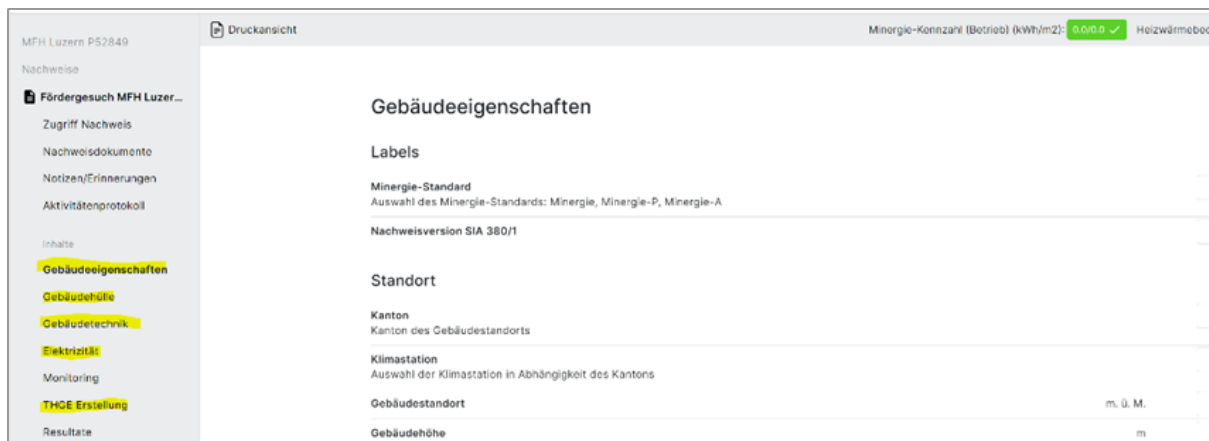 MFH Luzern P52849
Nachweise
Fördergesuch MFH Luzer...
Zugriff Nachweis
Nachweisdokumente
Notizen/Erinnerungen
Aktivitätenprotokoll
Inhalte
Gebäudeeigenschaften
Gebäudehülle
Gebäudetechnik
Elektrizität
Monitoring
THGE Erstellung
Resultate
Druckansicht
Minergie-Kennzahl (Betrieb) (kWh/m2): 0.0/0.0 ✓ Heizwärmebed
Gebäudeeigenschaften
Labels
Minergie-Standard
Auswahl des Minergie-Standards: Minergie, Minergie-P, Minergie-A
Nachweisversion SIA 380/1
Standort
Kanton
Kanton des Gebäudestandorts
Klimastation
Auswahl der Klimastation in Abhängigkeit des Kantons
Gebäudestandort m. ü. M.
Gebäudehöhe m